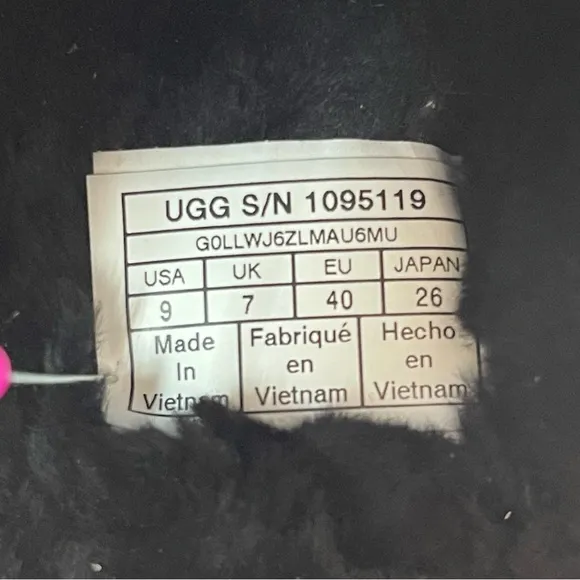 UGG S/N 1095119
G0LLWJ6ZLMAU6MU
USA UK EU JAPAN
9 7 40 26
Made Fabriqué Hecho
In en en
Vietnam Vietnam Vietnam